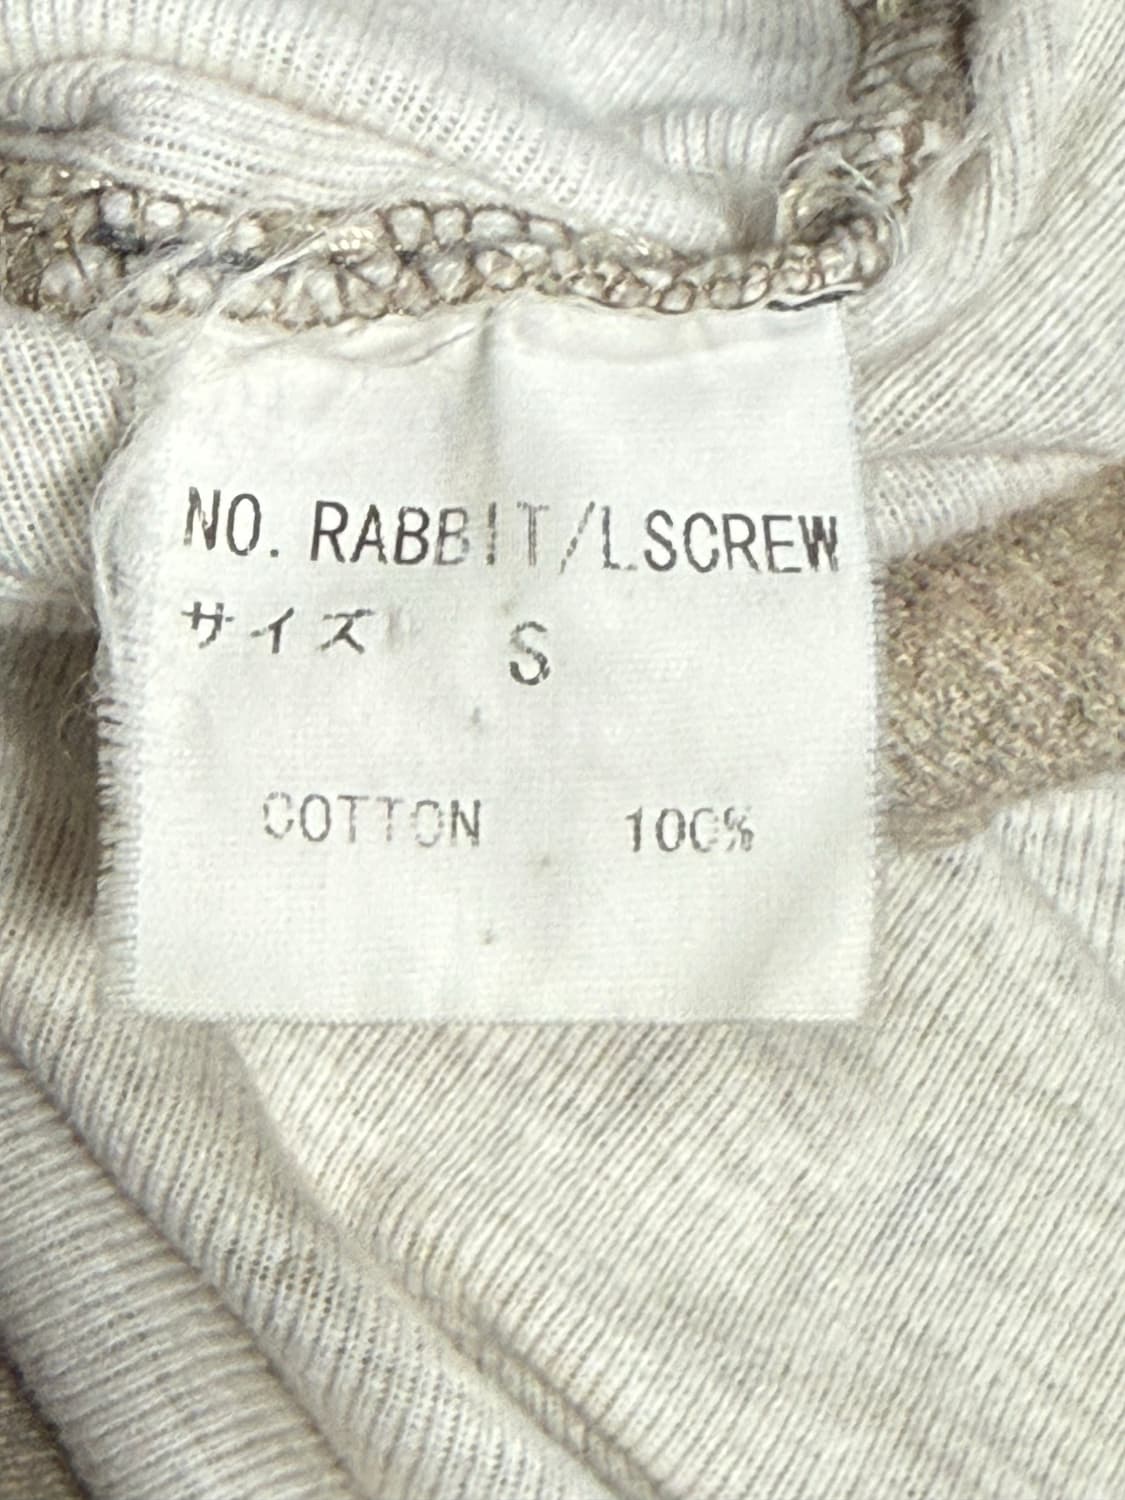 NO. RABBIT/LSCREW
サイズ S
COTTON 100%